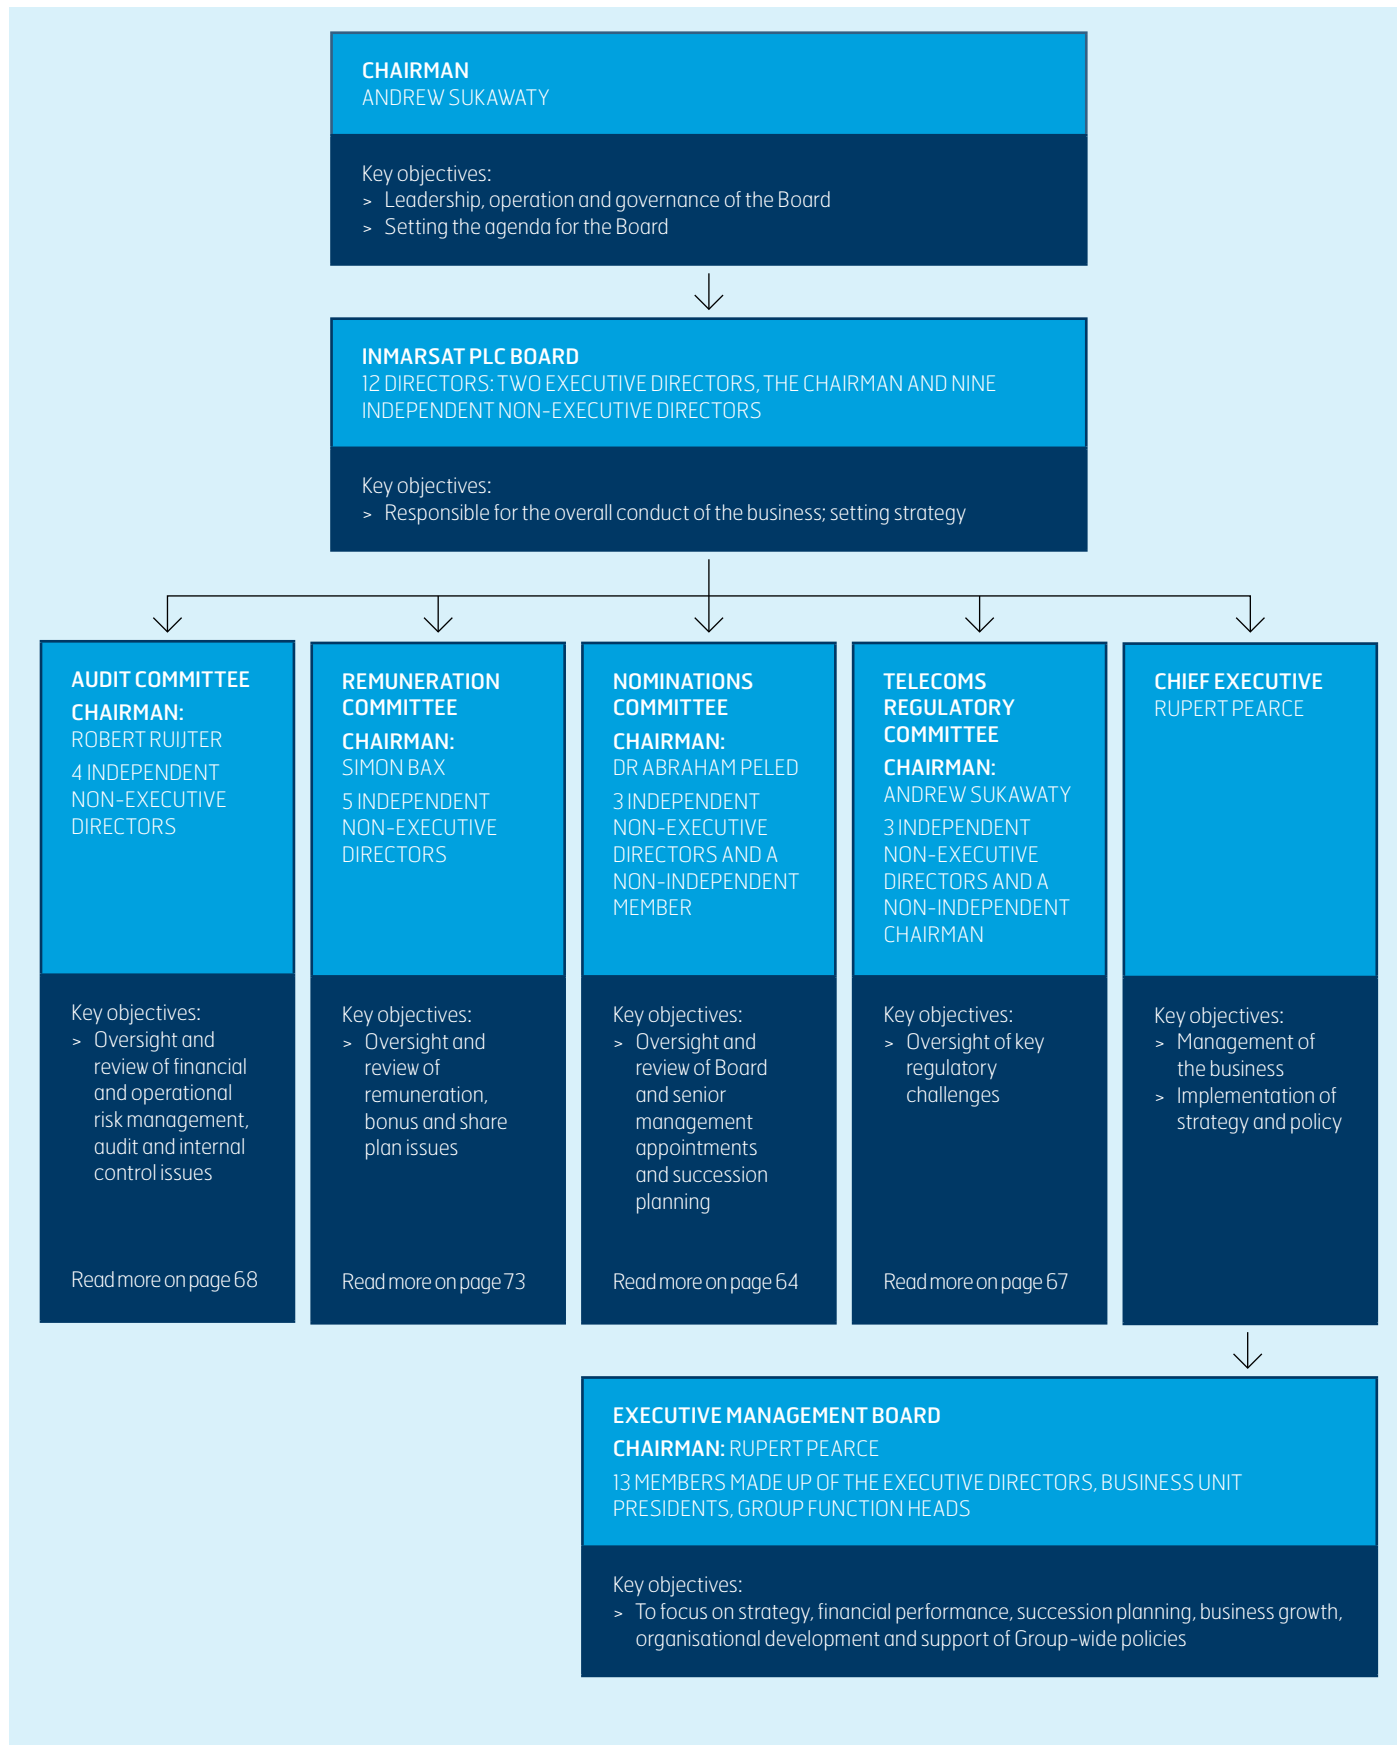 CHAIRMAN
ANDREW SUKAWATY
Key objectives:
> Leadership, operation and governance of the Board
> Setting the agenda for the Board
INMARSAT PLC BOARD
12 DIRECTORS: TWO EXECUTIVE DIRECTORS, THE CHAIRMAN AND NINE
INDEPENDENT NON-EXECUTIVE DIRECTORS
Key objectives:
> Responsible for the overall conduct of the business; setting strategy
AUDIT COMMITTEE
CHAIRMAN:
ROBERT RUIJTER
4 INDEPENDENT
NON-EXECUTIVE
DIRECTORS
Key objectives:
> Oversight and
review of financial
and operational
risk management,
audit and internal
control issues
Read more on page 68
REMUNERATION
COMMITTEE
CHAIRMAN:
SIMON BAX
5 INDEPENDENT
NON-EXECUTIVE
DIRECTORS
Key objectives:
> Oversight and
review of
remuneration,
bonus and share
plan issues
Read more on page 73
NOMINATIONS
COMMITTEE
CHAIRMAN:
DR ABRAHAM PELED
3 INDEPENDENT
NON-EXECUTIVE
DIRECTORS AND A
NON-INDEPENDENT
MEMBER
Key objectives:
> Oversight and
review of Board
and senior
management
appointments
and succession
planning
Read more on page 64
TELECOMS
REGULATORY
COMMITTEE
CHAIRMAN:
ANDREW SUKAWATY
3 INDEPENDENT
NON-EXECUTIVE
DIRECTORS AND A
NON-INDEPENDENT
CHAIRMAN
Key objectives:
> Oversight of key
regulatory
challenges
Read more on page 67
CHIEF EXECUTIVE
RUPERT PEARCE
Key objectives:
> Management of
the business
> Implementation of
strategy and policy
EXECUTIVE MANAGEMENT BOARD
CHAIRMAN: RUPERT PEARCE
13 MEMBERS MADE UP OF THE EXECUTIVE DIRECTORS, BUSINESS UNIT
PRESIDENTS, GROUP FUNCTION HEADS
Key objectives:
> To focus on strategy, financial performance, succession planning, business growth,
organisational development and support of Group-wide policies